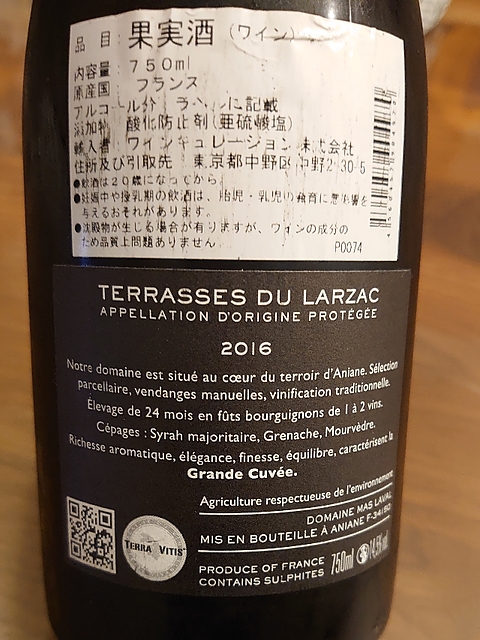 品目 果実酒(ワイン)
内容量 750ml
原産国 フランス
アルコール分 ラベルに記載
添加物 酸化防止剤(亜硫酸塩)
輸入者 ワインキュレーション株式会社
住所及び引取先 東京都中野区中野2-30-5
●飲酒は20歳になってから
●妊娠中や授乳期の飲酒は、胎児・乳児の発育に悪影響を
与えるおそれがあります。
●沈殿物が生じる場合が有りますが、ワインの成分の
ため品質上問題ありません。
P0074
TERRASSES DU LARZAC
APPELLATION D'ORIGINE PROTÉGÉE
2016
Notre domaine est situé au cœur du terroir d'Aniane. Sélection
parcellaire, vendanges manuelles, vinification traditionnelle.
Élevage de 24 mois en fûts bourguignons de 1 à 2 vins.
Cépages : Syrah majoritaire, Grenache, Mourvèdre.
Richesse aromatique, élégance, finesse, équilibre, caractérisent la
Grande Cuvée.
Agriculture respectueuse de l'environnement
DOMAINE MAS LAVAL
MIS EN BOUTEILLE À ANIANE F-34150
TERRA VITIS
PRODUCE OF FRANCE
CONTAINS SULPHITES
750ml 14,5%vol.